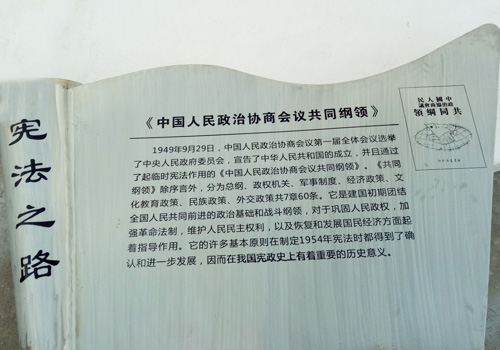 宪法之路
《中国人民政治协商会议共同纲领》
1949年9月29日，中国人民政治协商会议第一届全体会议选举
了中央人民政府委员会，宣告了中华人民共和国的成立，并且通过
了起临时宪法作用的《中国人民政治协商会议共同纲领》。《共同
纲领》除序言外，分为总纲、政权机关、军事制度、经济政策、文
化教育政策、民族政策、外交政策共7章60条。它是建国初期团结
全国人民共同前进的政治基础和战斗纲领，对于巩固人民政权，加
强革命法制，维护人民民主权利，以及恢复和发展国民经济方面起
着指导作用。它的许多基本原则在制定1954年宪法时都得到了确
认和进一步发展，因而在我国宪政史上有着重要的历史意义。
中國人民
政治協商會議
共同綱領